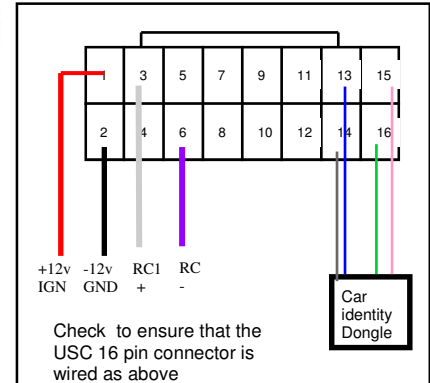 1 3 5 7 9 11 13 15
2 4 6 8 10 12 14 16
+12v -12v RC1 RC
IGN GND + -
Car
identity
Dongle
Check to ensure that the
USC 16 pin connector is
wired as above